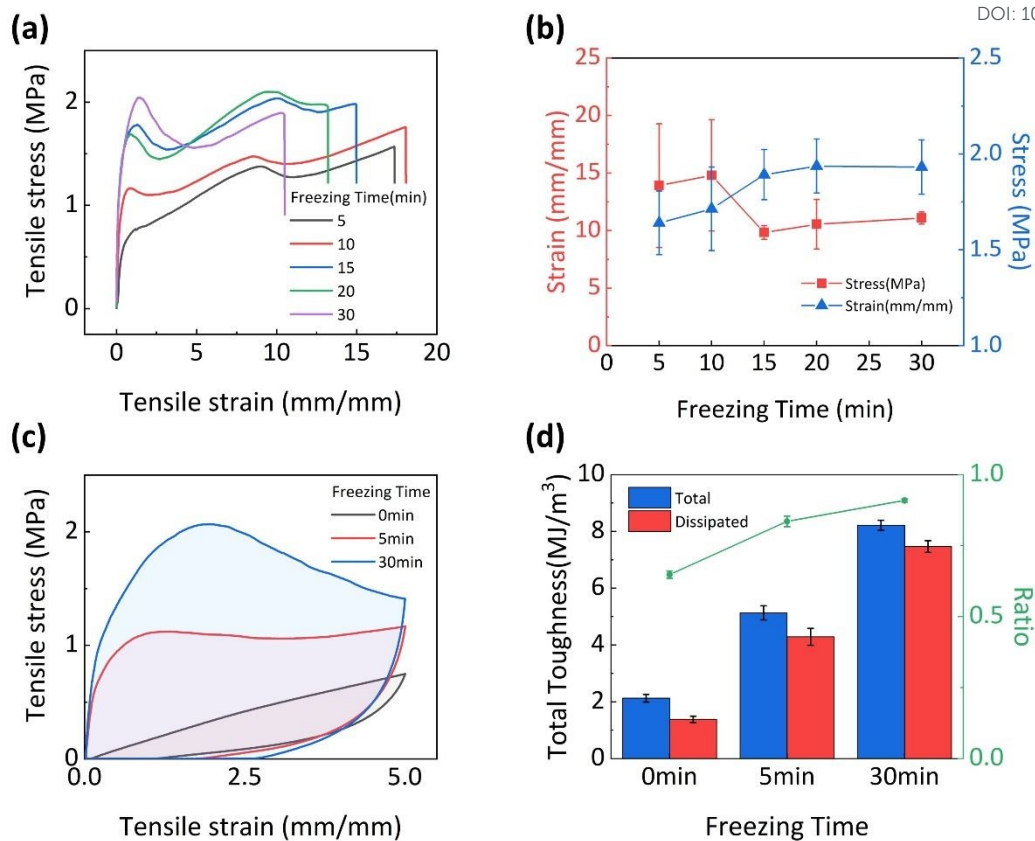 DOI: 10
(a)
Tensile stress (MPa)
2
1
0
Freezing Time(min)
5
10
15
20
30
0 5 10 15 20
Tensile strain (mm/mm)
(b)
Strain (mm/mm)
25
20
15
10
5
0
Stress(MPa)
Strain(mm/mm)
2.5
2.0
1.5
1.0
Stress (MPa)
5 10 15 20 25 30
Freezing Time (min)
(c)
Tensile stress (MPa)
2
1
0
Freezing Time
0min
5min
30min
0.0 2.5 5.0
Tensile strain (mm/mm)
(d)
Total Toughness(MJ/m³)
10
8
6
4
2
0
Total
Dissipated
1.0
0.5
0.0
Ratio
0min 5min 30min
Freezing Time